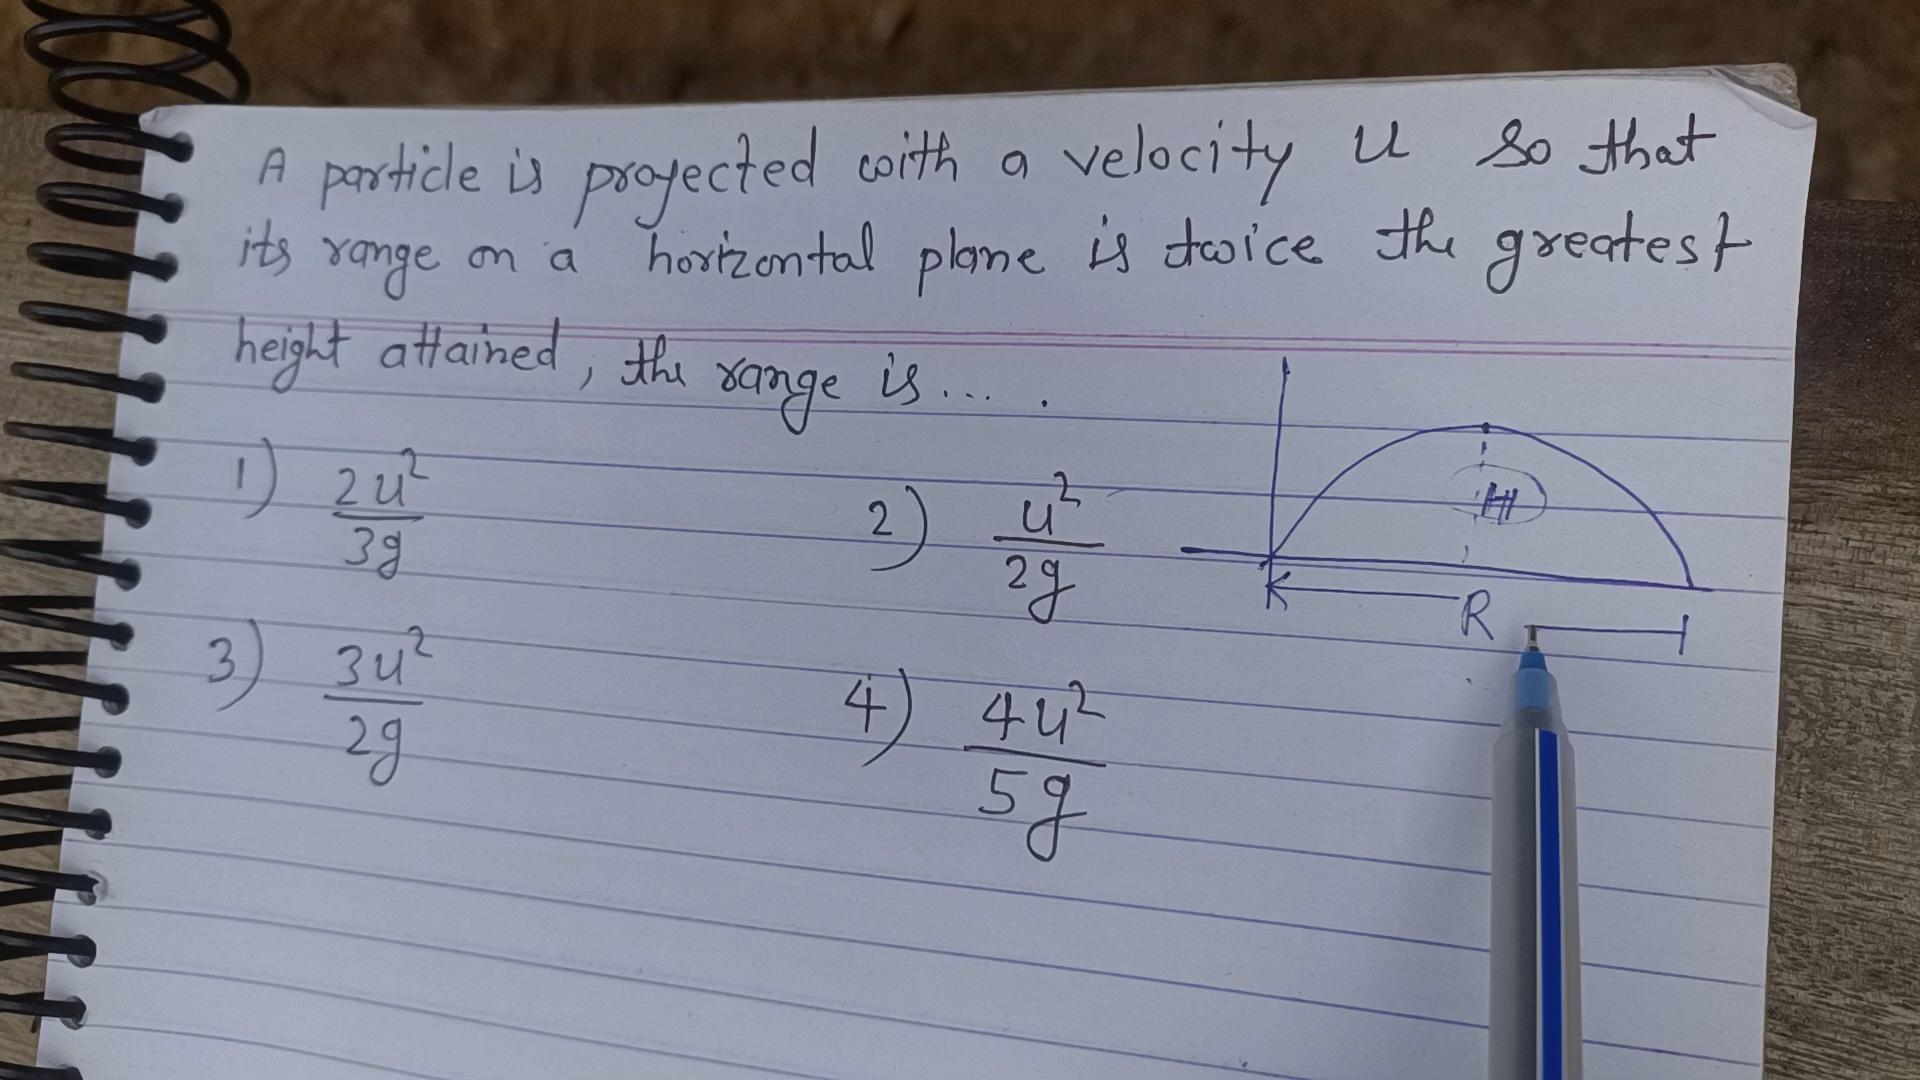 A particle is projected with a velocity u so that
its range on a horizontal plane is twice the greatest
height attained, the range is... .
1) 2u²/3g
2) u²/2g
3) 3u²/2g
4) 4u²/5g
H
R